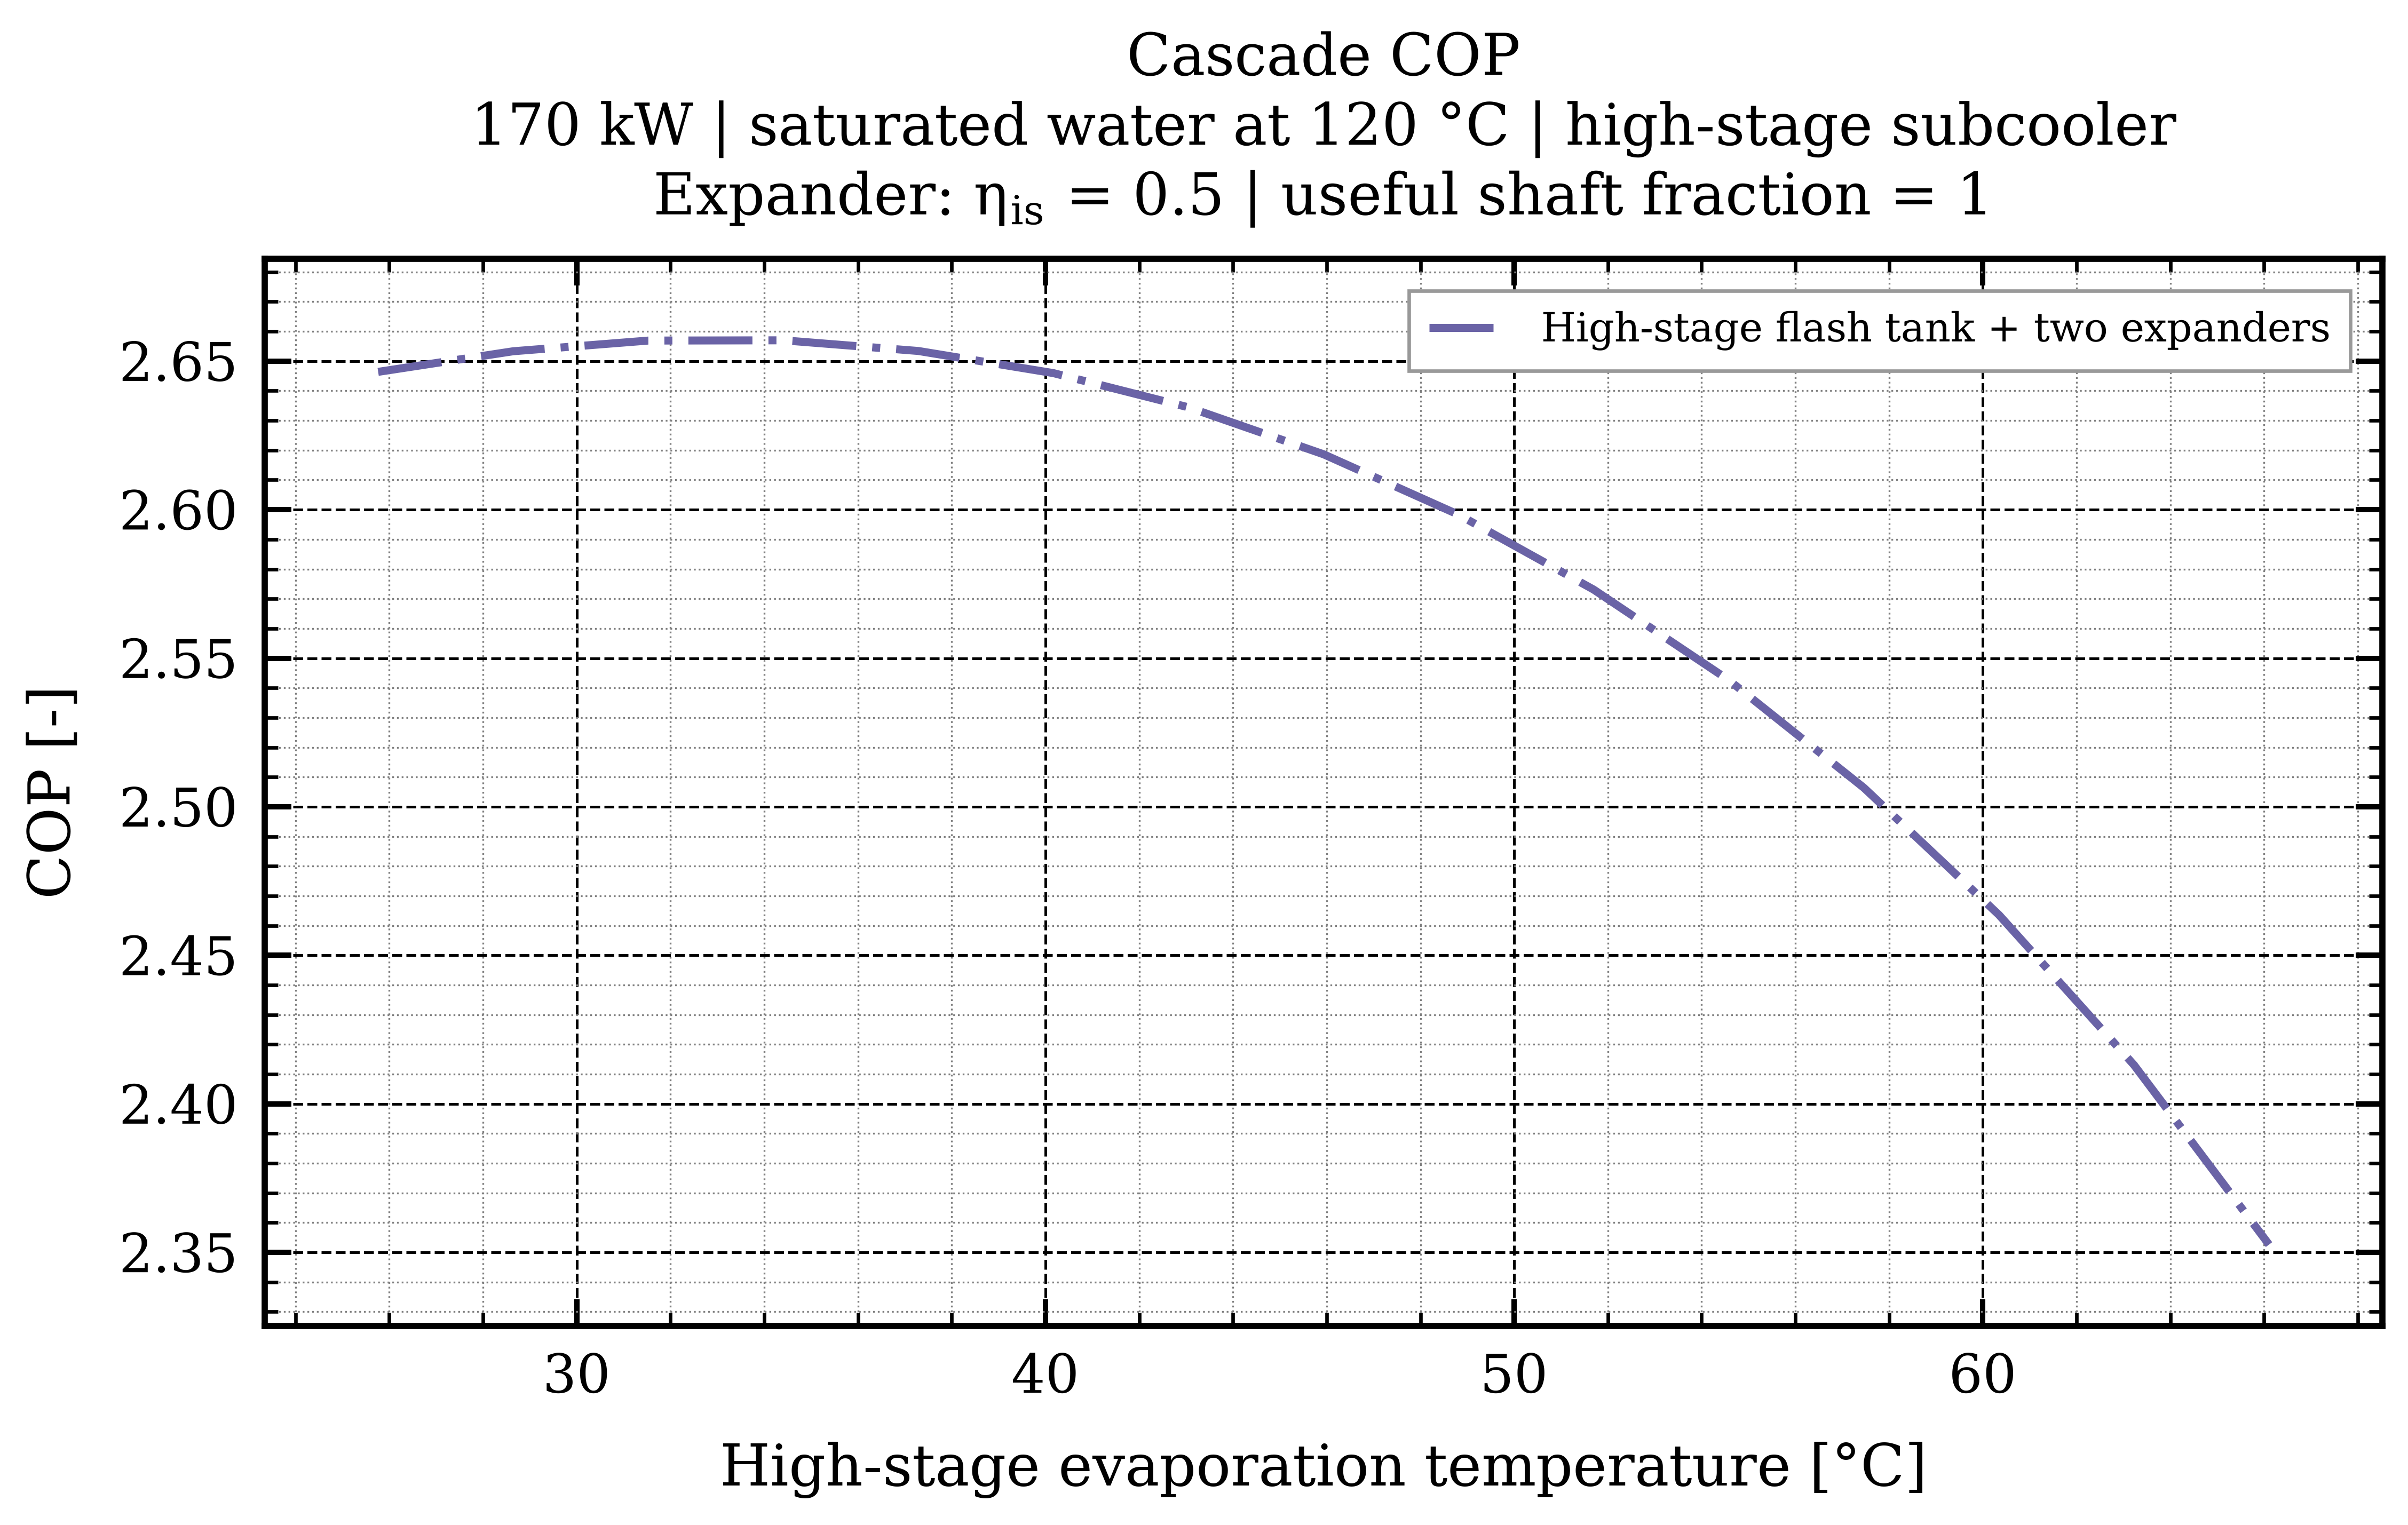 Cascade COP
170 kW | saturated water at 120 °C | high-stage subcooler
Expander: ηis = 0.5 | useful shaft fraction = 1
High-stage flash tank + two expanders
COP [-]
2.65
2.60
2.55
2.50
2.45
2.40
2.35
30 40 50 60
High-stage evaporation temperature [°C]